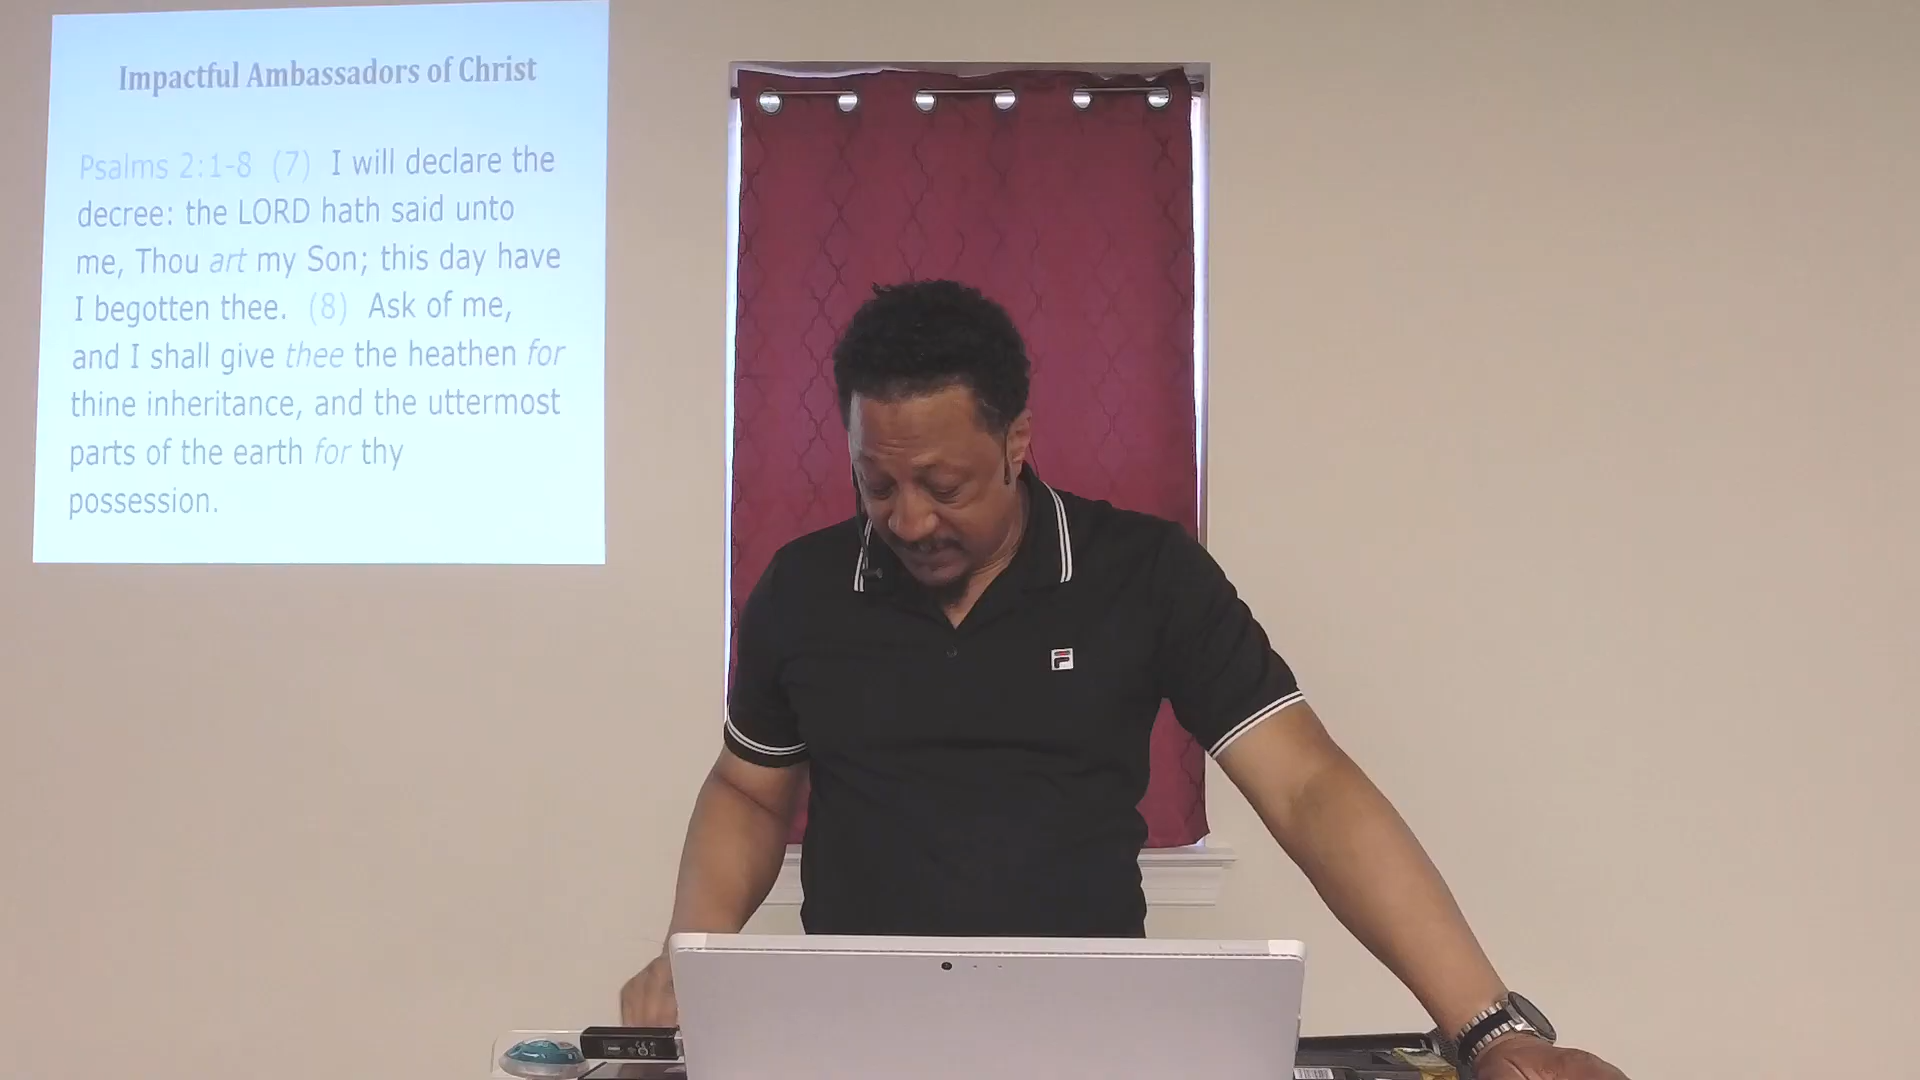 Impactful Ambassadors of Christ
Psalms 2:1-8 (7) I will declare the
decree: the LORD hath said unto
me, Thou art my Son; this day have
I begotten thee. (8) Ask of me,
and I shall give thee the heathen for
thine inheritance, and the uttermost
parts of the earth for thy
possession.